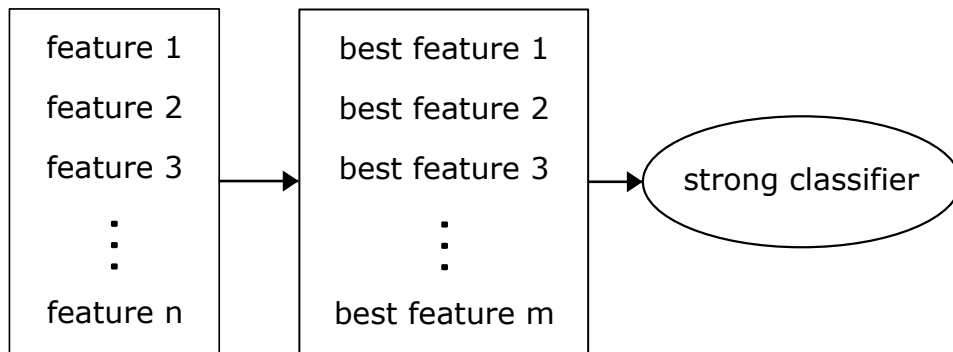 feature 1
feature 2
feature 3
feature n
best feature 1
best feature 2
best feature 3
best feature m
strong classifier